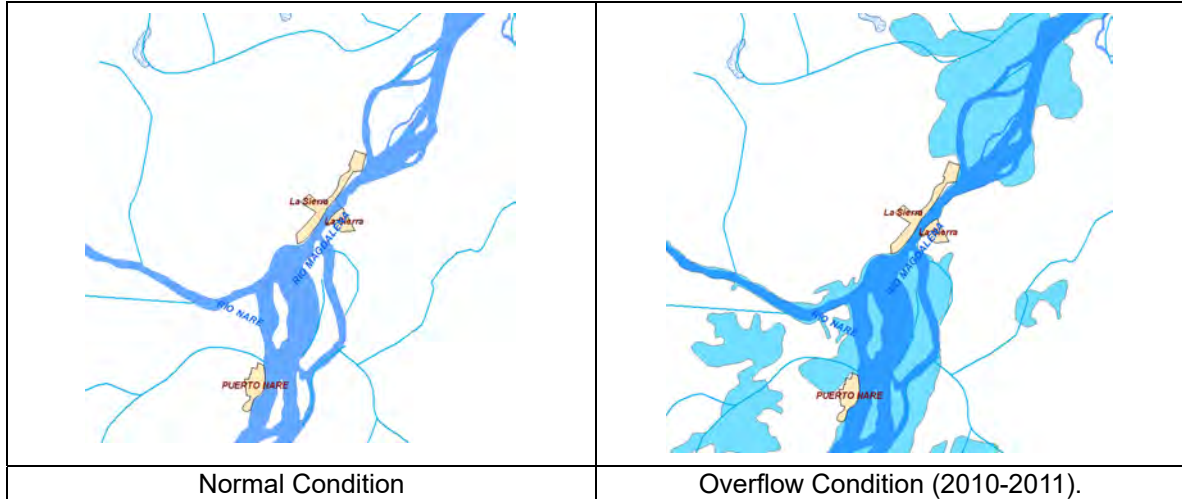 La Sierra
La Sierra
RIO MAGDALENA
RIO NARE
PUERTO NARE
La Sierra
La Sierra
RIO MAGDALENA
RIO NARE
PUERTO NARE
Normal Condition
Overflow Condition (2010-2011).